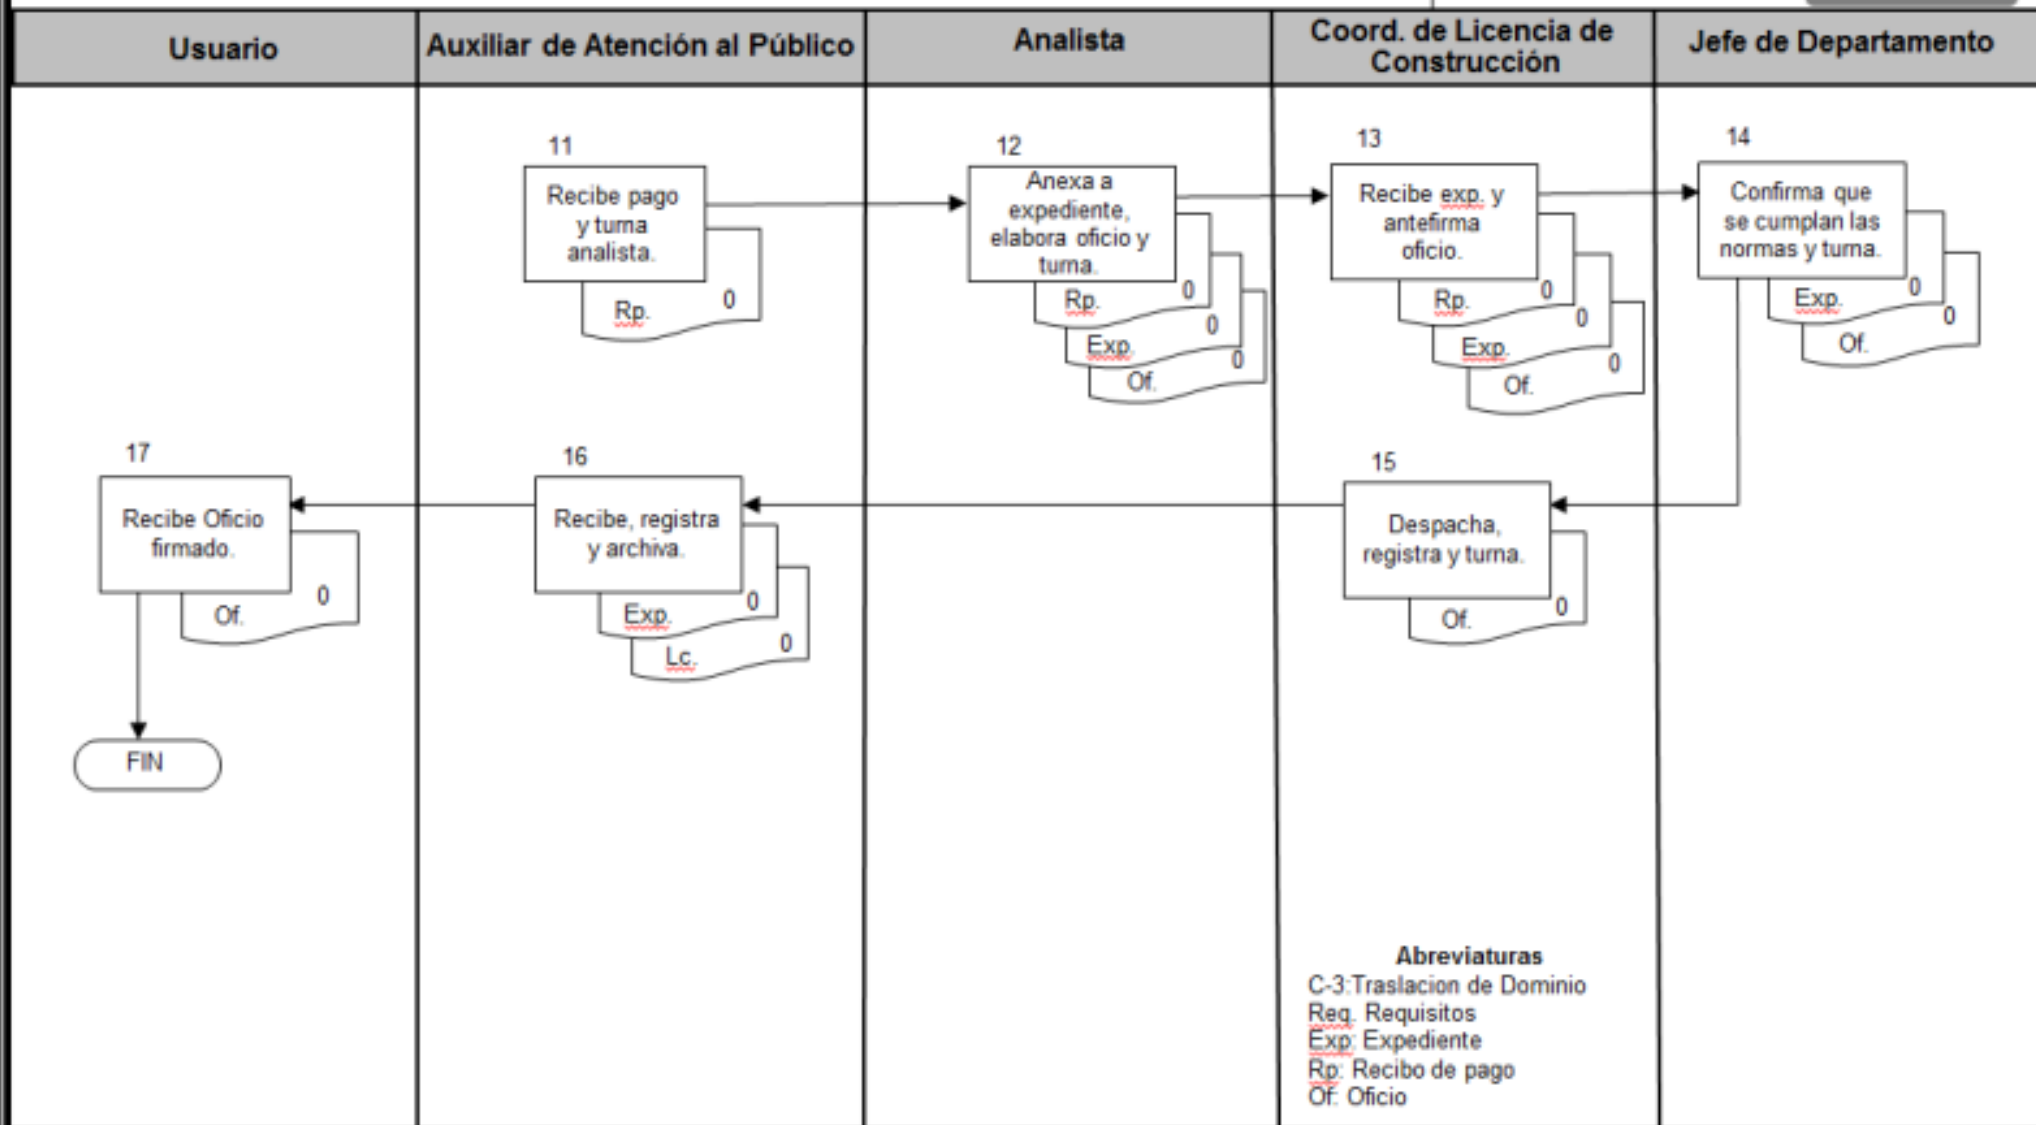 Usuario
Auxiliar de Atención al Público
Analista
Coord. de Licencia de
Construcción
Jefe de Departamento
11
Recibe pago
y turna
analista.
Rp.
0
12
Anexa a
expediente,
elabora oficio y
turna.
Rp.
0
Exp.
0
Of.
0
13
Recibe exp. y
antefirma
oficio.
Rp.
0
Exp.
0
Of.
0
14
Confirma que
se cumplan las
normas y turna.
Exp.
0
Of.
0
17
Recibe Oficio
firmado.
Of.
0
16
Recibe, registra
y archiva.
Exp.
0
Lc.
0
15
Despacha,
registra y turna.
Of.
0
FIN
Abreviaturas
C-3:Traslacion de Dominio
Req. Requisitos
Exp: Expediente
Rp: Recibo de pago
Of: Oficio